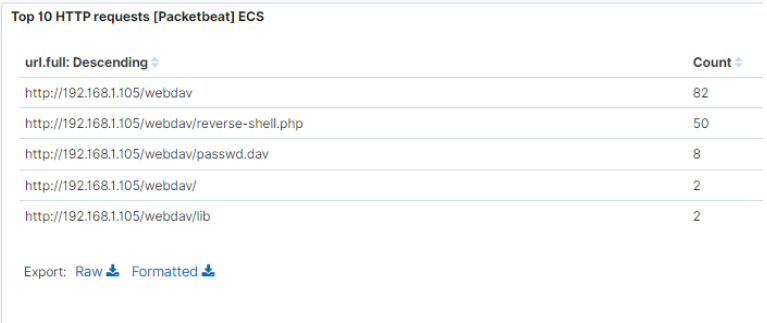 Top 10 HTTP requests [Packetbeat] ECS
url.full: Descending Count
http://192.168.1.105/webdav 82
http://192.168.1.105/webdav/reverse-shell.php 50
http://192.168.1.105/webdav/passwd.dav 8
http://192.168.1.105/webdav/ 2
http://192.168.1.105/webdav/lib 2
Export: Raw Formatted